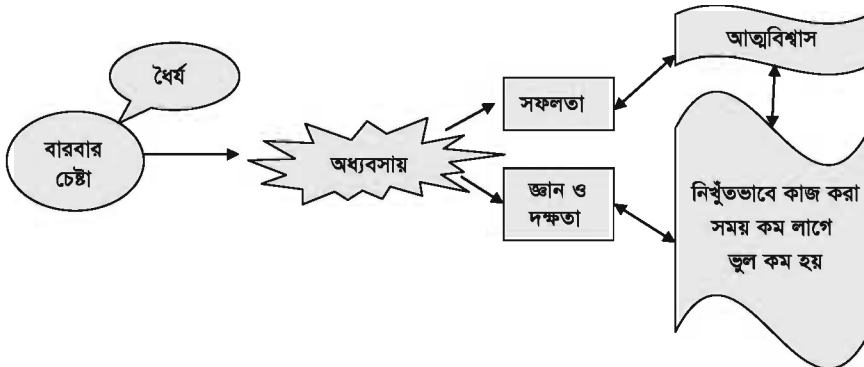 ধৈর্য
বারবার
চেষ্টা
অধ্যবসায়
সফলতা
জ্ঞান ও
দক্ষতা
আত্মবিশ্বাস
নিখুঁতভাবে কাজ করা
সময় কম লাগে
ভুল কম হয়